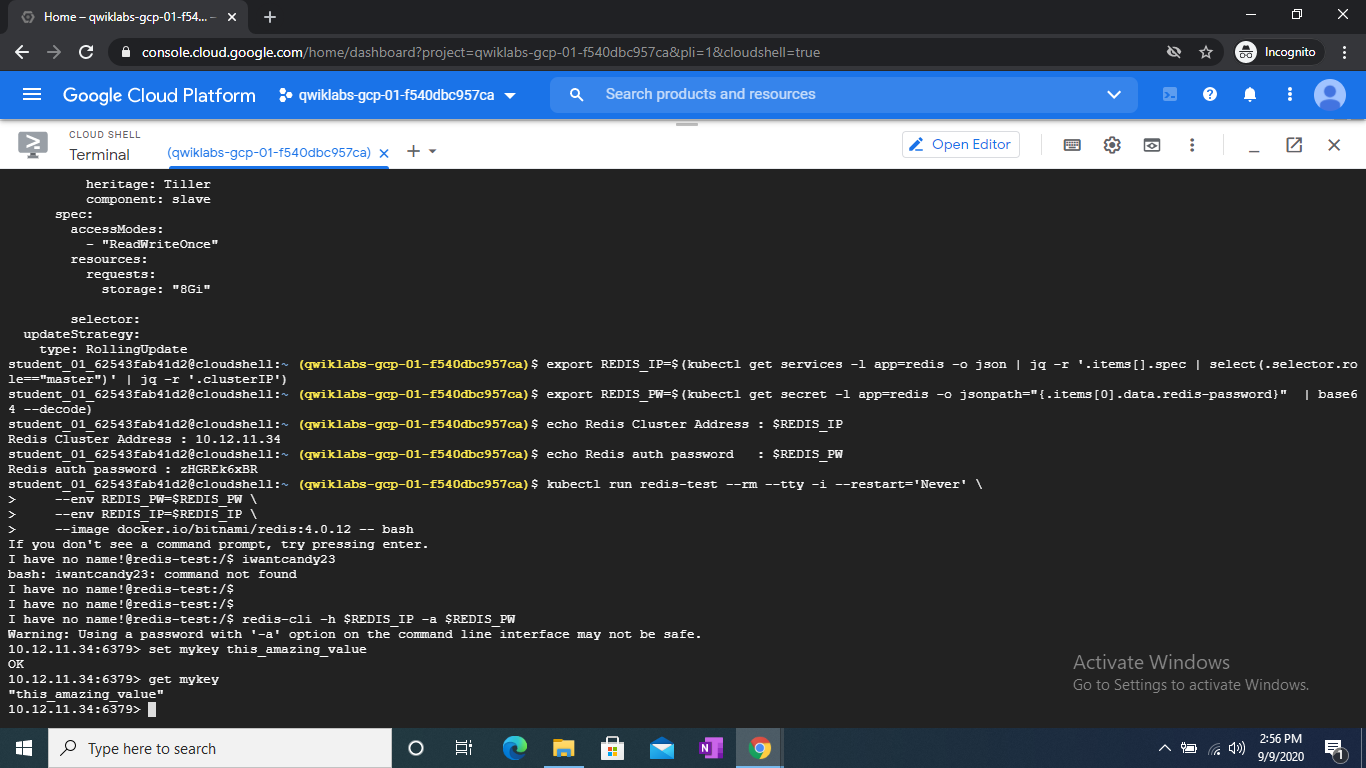 Home – qwiklabs-gcp-01-f54... –
console.cloud.google.com/home/dashboard?project=qwiklabs-gcp-01-f540dbc957ca&pli=1&cloudshell=true
Incognito
Google Cloud Platform
qwiklabs-gcp-01-f540dbc957ca
Search products and resources
CLOUD SHELL
Terminal
(qwiklabs-gcp-01-f540dbc957ca)
Open Editor
heritage: Tiller
component: slave
spec:
accessModes:
- "ReadWriteOnce"
resources:
requests:
storage: "8Gi"
selector:
updateStrategy:
type: RollingUpdate
student_01_62543fab41d2@cloudshell:~ (qwiklabs-gcp-01-f540dbc957ca)$ export REDIS_IP=$(kubectl get services -l app=redis -o json | jq -r '.items[].spec | select(.selector.ro
le=="master")' | jq -r '.clusterIP')
student_01_62543fab41d2@cloudshell:~ (qwiklabs-gcp-01-f540dbc957ca)$ export REDIS_PW=$(kubectl get secret -l app=redis -o jsonpath="{.items[0].data.redis-password}"  | base6
4 --decode)
student_01_62543fab41d2@cloudshell:~ (qwiklabs-gcp-01-f540dbc957ca)$ echo Redis Cluster Address : $REDIS_IP
Redis Cluster Address : 10.12.11.34
student_01_62543fab41d2@cloudshell:~ (qwiklabs-gcp-01-f540dbc957ca)$ echo Redis auth password   : $REDIS_PW
Redis auth password : zHGREk6xBR
student_01_62543fab41d2@cloudshell:~ (qwiklabs-gcp-01-f540dbc957ca)$ kubectl run redis-test --rm --tty -i --restart='Never' \
>     --env REDIS_PW=$REDIS_PW \
>     --env REDIS_IP=$REDIS_IP \
>     --image docker.io/bitnami/redis:4.0.12 -- bash
If you don't see a command prompt, try pressing enter.
I have no name!@redis-test:/$ iwantcandy23
bash: iwantcandy23: command not found
I have no name!@redis-test:/$
I have no name!@redis-test:/$
I have no name!@redis-test:/$ redis-cli -h $REDIS_IP -a $REDIS_PW
Warning: Using a password with '-a' option on the command line interface may not be safe.
10.12.11.34:6379> set mykey this_amazing_value
OK
10.12.11.34:6379> get mykey
"this_amazing_value"
10.12.11.34:6379>
Activate Windows
Go to Settings to activate Windows.
Type here to search
2:56 PM
9/9/2020
1